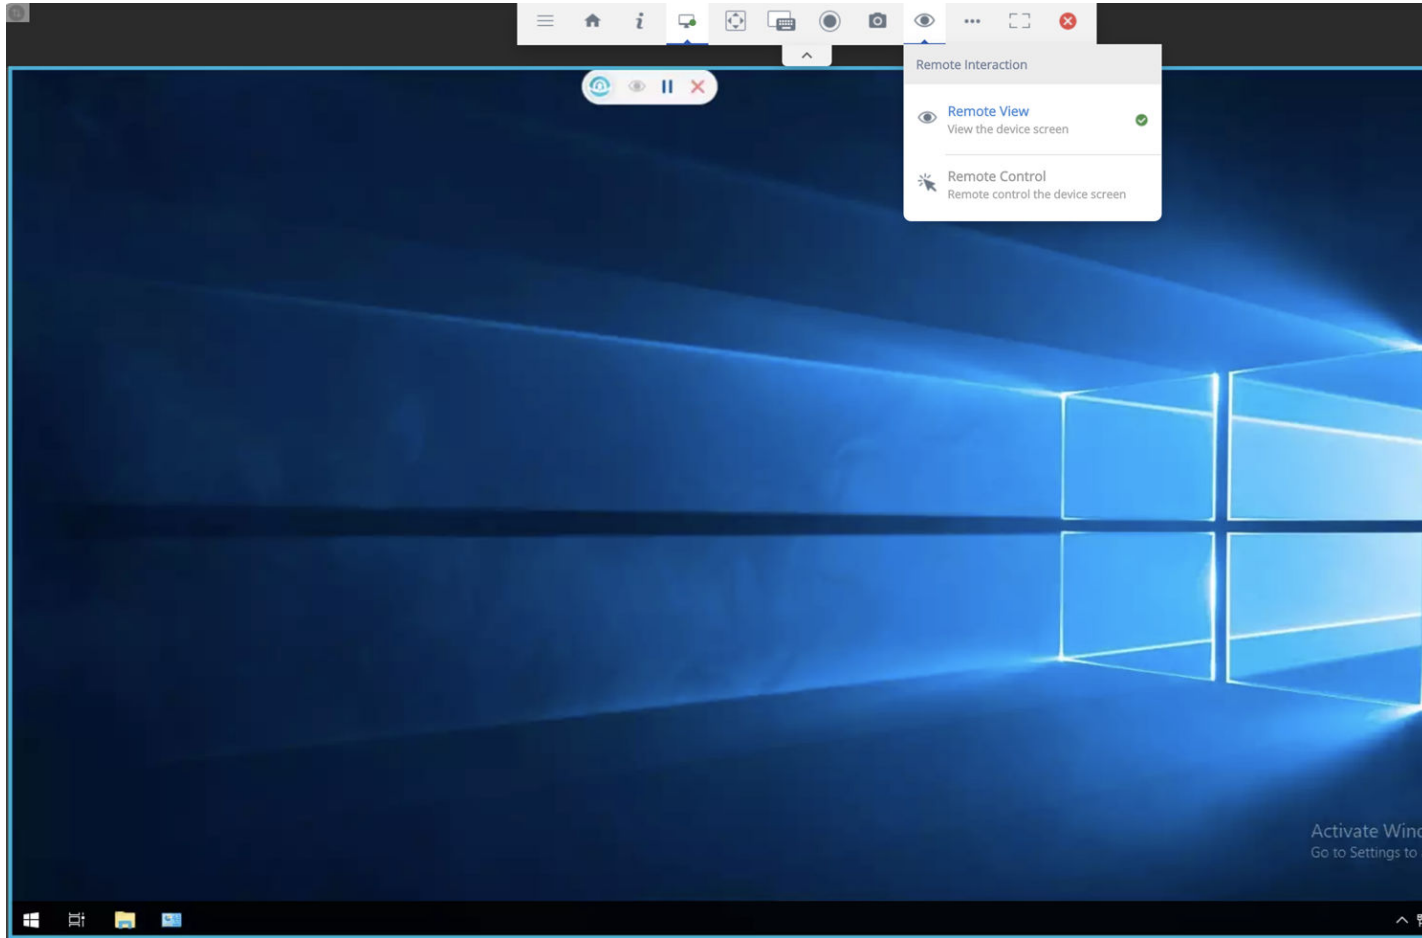 Remote Interaction
Remote View
View the device screen
Remote Control
Remote control the device screen
Activate Wind
Go to Settings to